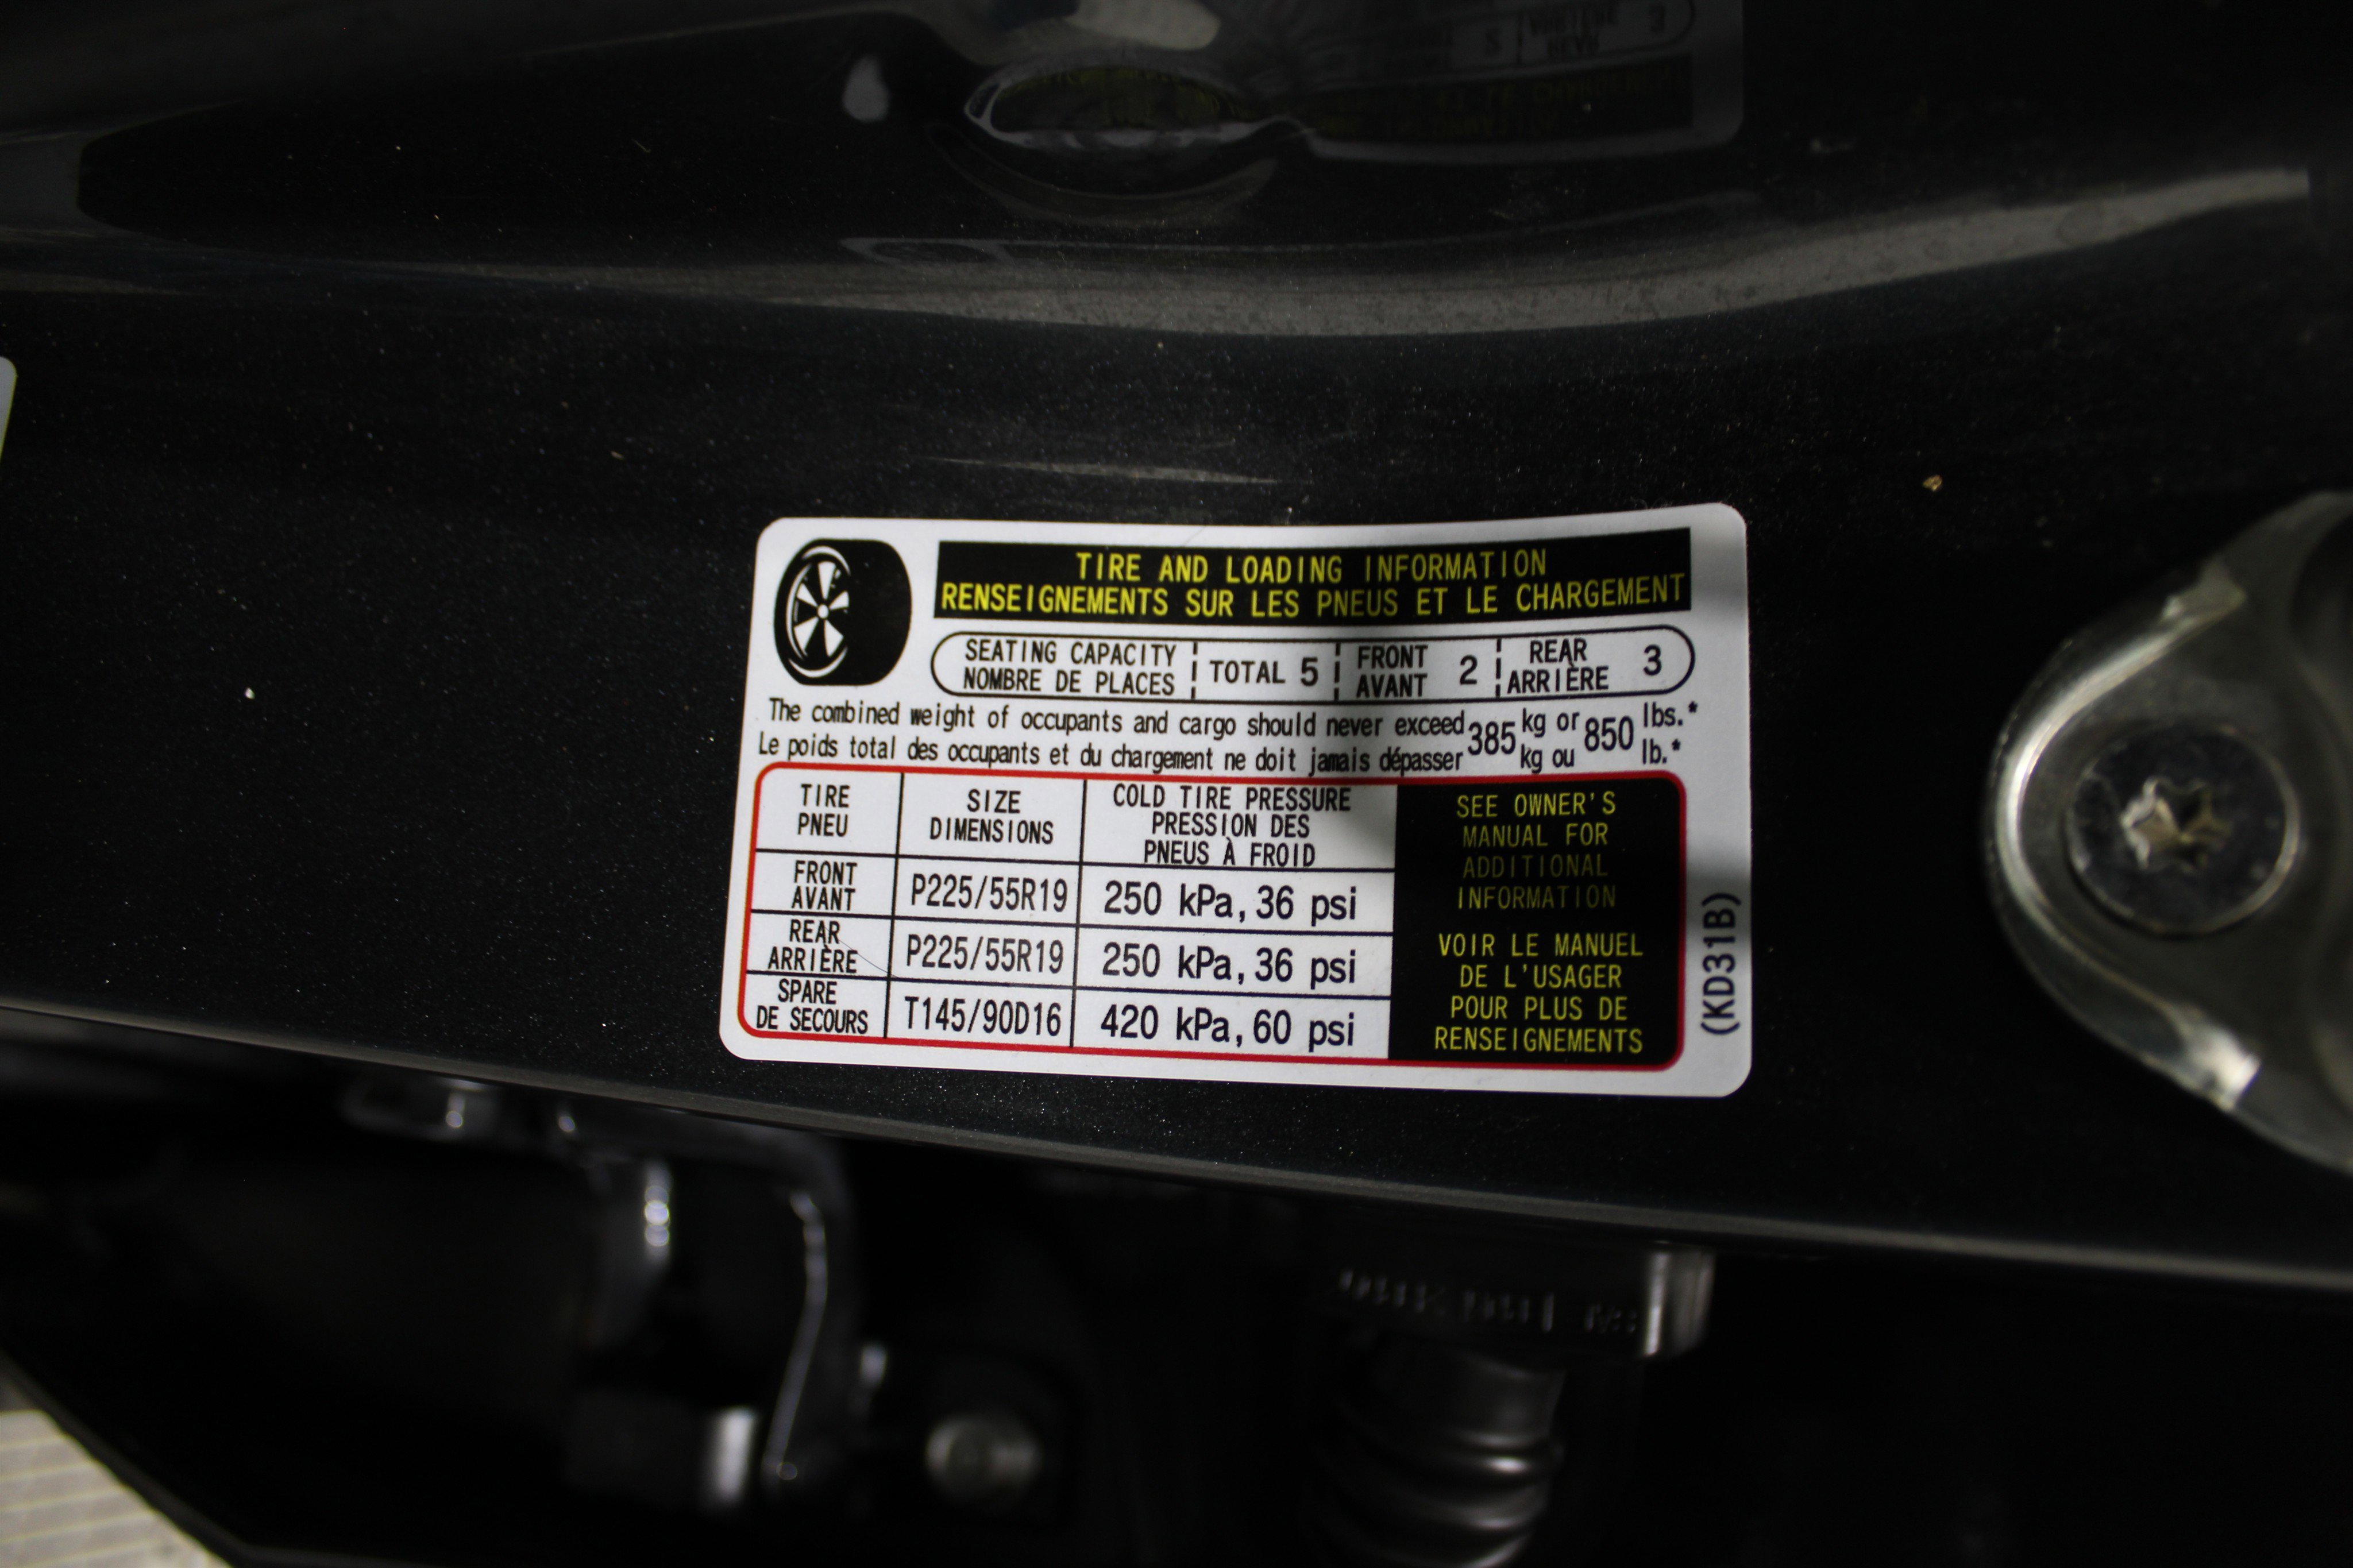 TIRE AND LOADING INFORMATION
RENSEIGNEMENTS SUR LES PNEUS ET LE CHARGEMENT
SEATING CAPACITY
NOMBRE DE PLACES
TOTAL 5
FRONT
AVANT
2
REAR
ARRIÈRE
3
The combined weight of occupants and cargo should never exceed 385 kg or 850 lbs.*
Le poids total des occupants et du chargement ne doit jamais dépasser 385 kg ou 850 lb.*
TIRE
PNEU
SIZE
DIMENSIONS
COLD TIRE PRESSURE
PRESSION DES
PNEUS À FROID
FRONT
AVANT
P225/55R19
250 kPa, 36 psi
REAR
ARRIÈRE
P225/55R19
250 kPa, 36 psi
SPARE
DE SECOURS
T145/90D16
420 kPa, 60 psi
SEE OWNER'S
MANUAL FOR
ADDITIONAL
INFORMATION
VOIR LE MANUEL
DE L'USAGER
POUR PLUS DE
RENSEIGNEMENTS
(KD31B)